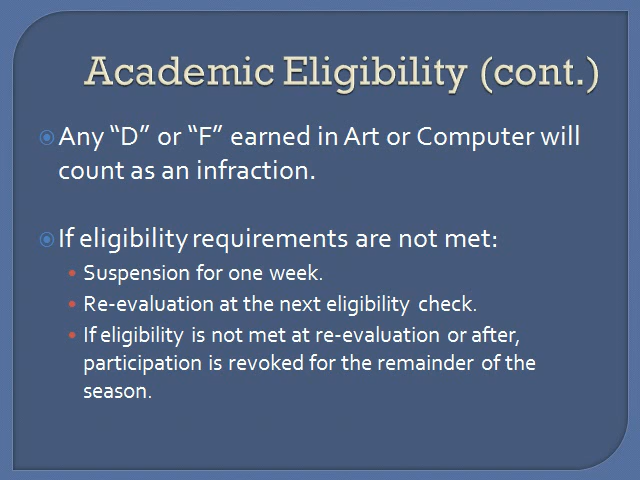 Academic Eligibility (cont.)
Any “D” or “F” earned in Art or Computer will
count as an infraction.
If eligibility requirements are not met:
Suspension for one week.
Re-evaluation at the next eligibility check.
If eligibility is not met at re-evaluation or after,
participation is revoked for the remainder of the
season.